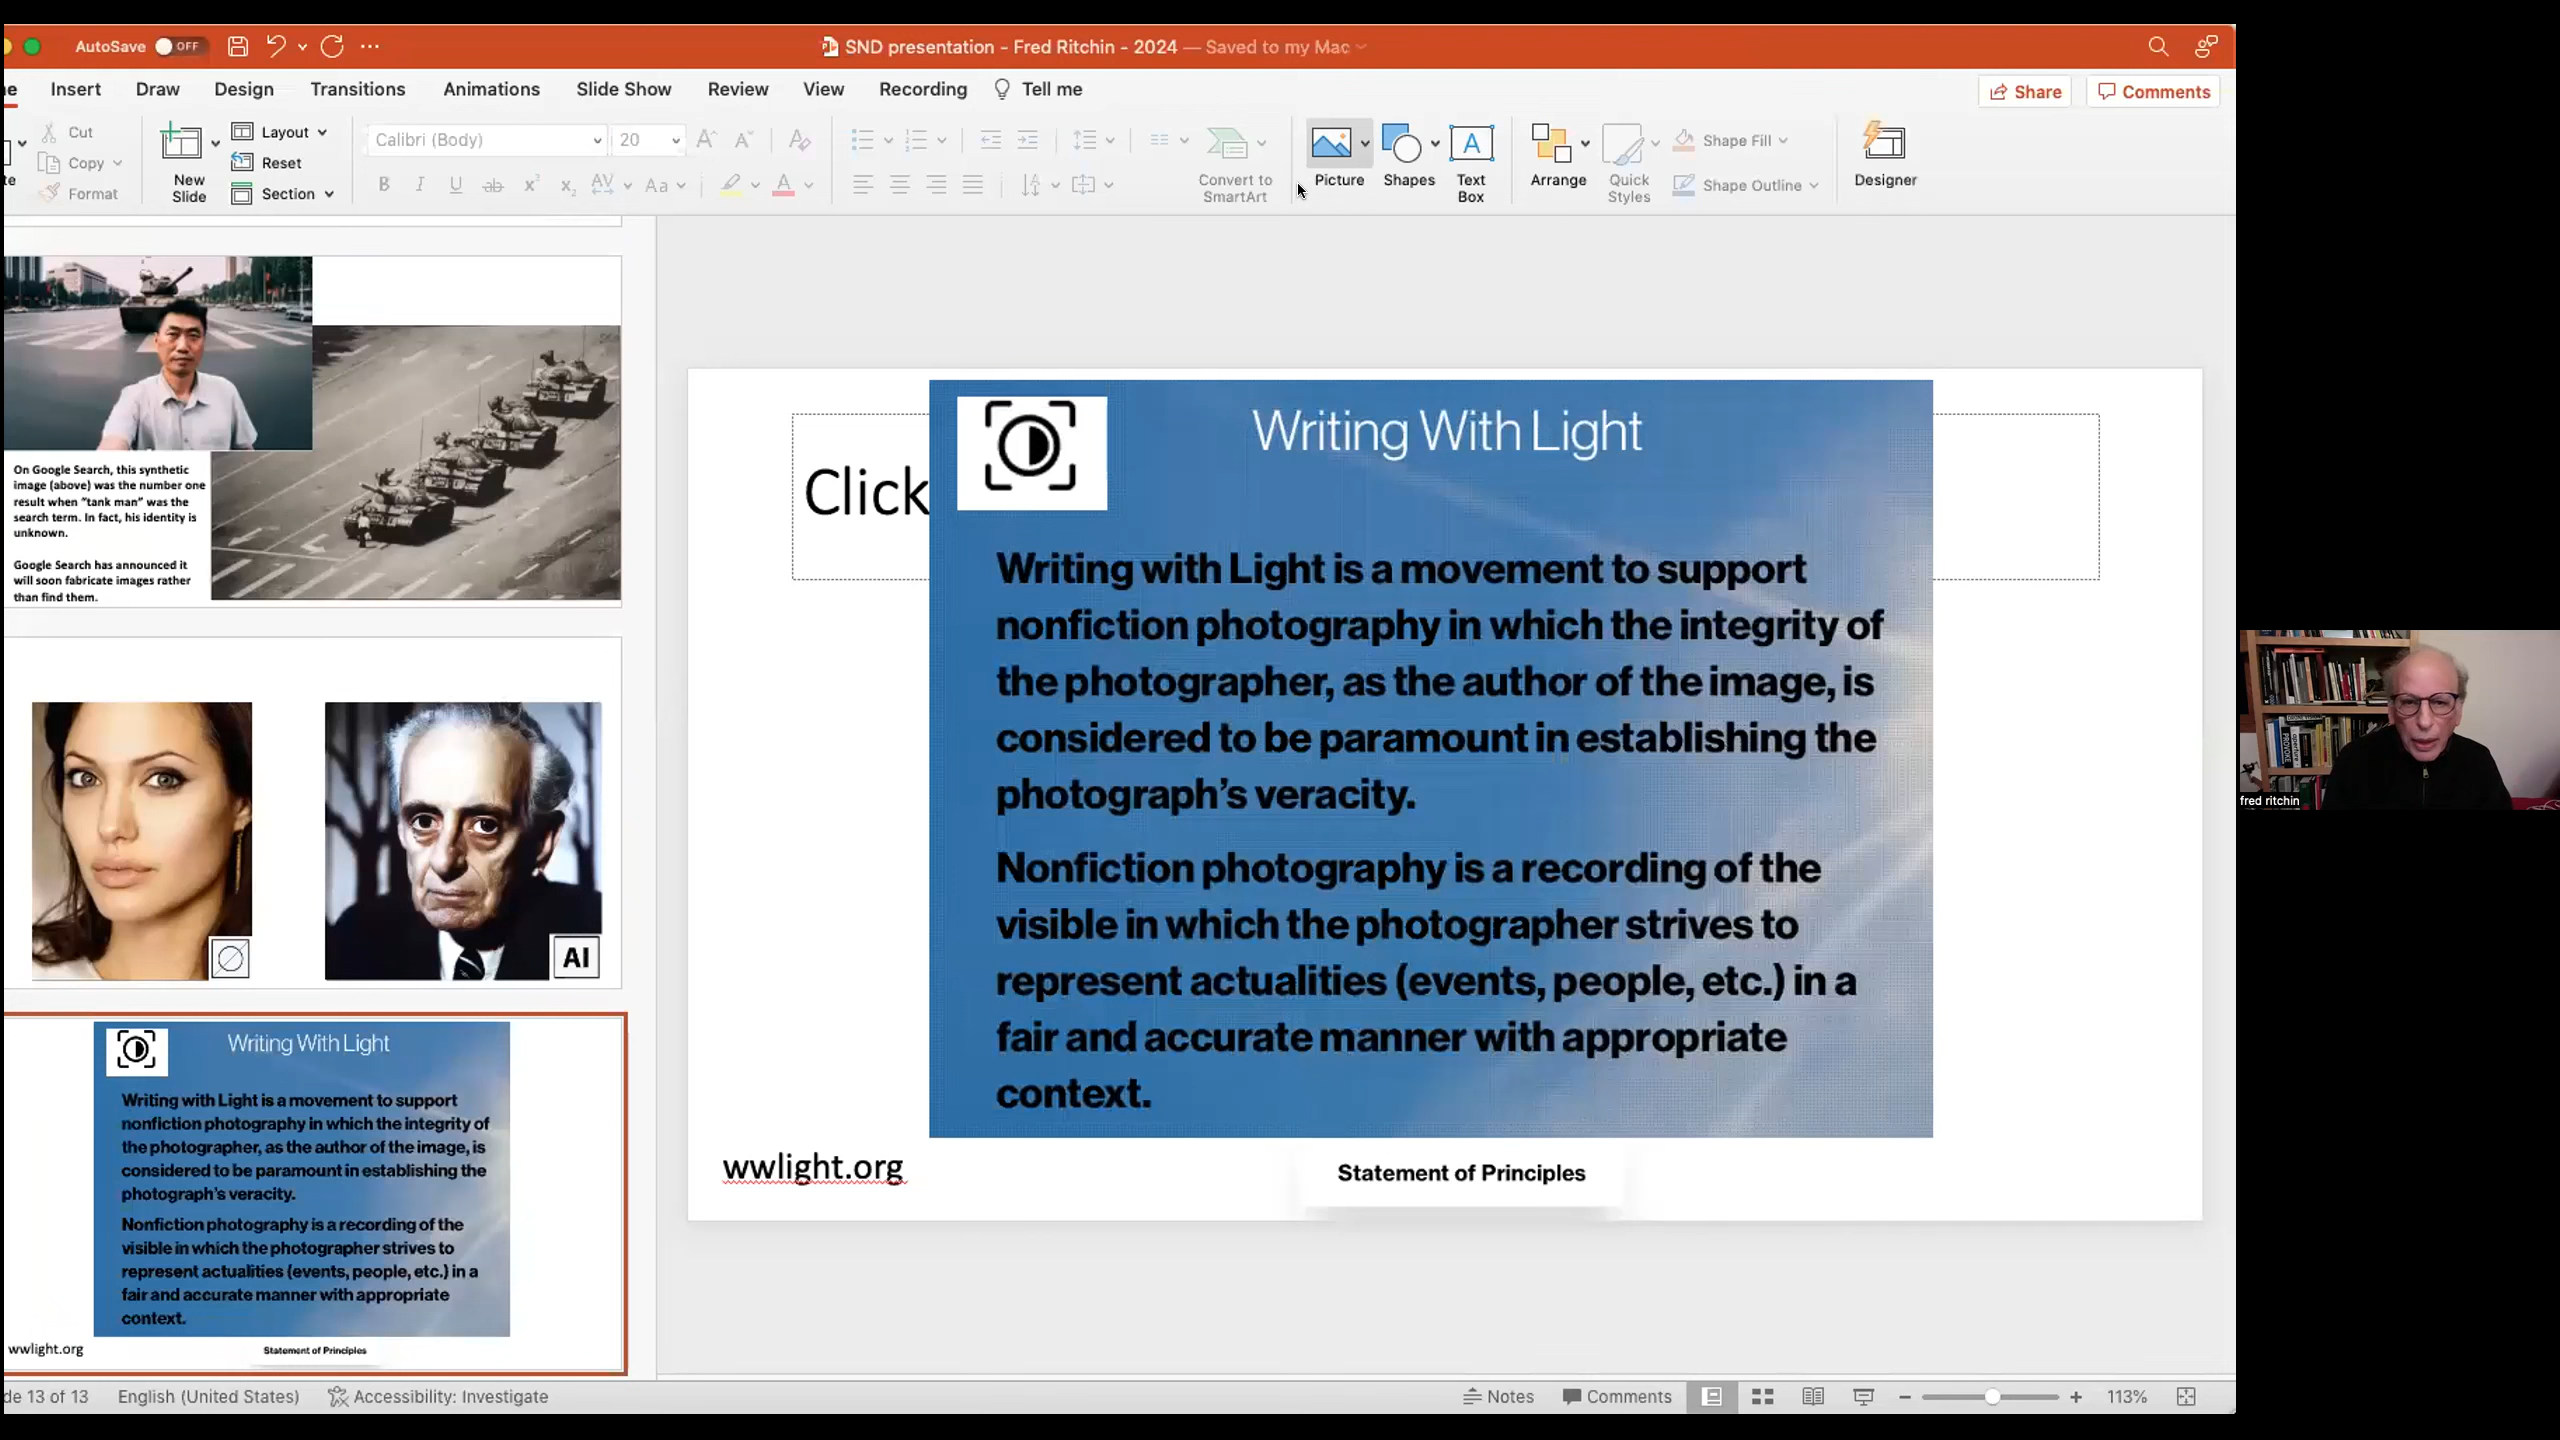 AutoSave OFF
SND presentation - Fred Ritchin - 2024 — Saved to my Mac
Insert Draw Design Transitions Animations Slide Show Review View Recording Tell me
Share Comments
Cut
Copy
Format
New
Slide
Layout
Reset
Section
Calibri (Body) 20
Convert to
SmartArt
Picture
Shapes
Text
Box
Arrange
Quick
Styles
Shape Fill
Shape Outline
Designer
On Google Search, this synthetic
image (above) was the number one
result when “tank man” was the
search term. In fact, his identity is
unknown.
Google Search has announced it
will soon fabricate images rather
than find them.
AI
Writing With Light
Writing with Light is a movement to support
nonfiction photography in which the integrity of
the photographer, as the author of the image, is
considered to be paramount in establishing the
photograph’s veracity.
Nonfiction photography is a recording of the
visible in which the photographer strives to
represent actualities (events, people, etc.) in a
fair and accurate manner with appropriate
context.
wwlight.org
Statement of Principles
Click
Writing With Light
Writing with Light is a movement to support
nonfiction photography in which the integrity of
the photographer, as the author of the image, is
considered to be paramount in establishing the
photograph’s veracity.
Nonfiction photography is a recording of the
visible in which the photographer strives to
represent actualities (events, people, etc.) in a
fair and accurate manner with appropriate
context.
wwlight.org
Statement of Principles
fred ritchin
de 13 of 13 English (United States) Accessibility: Investigate
Notes Comments 113%